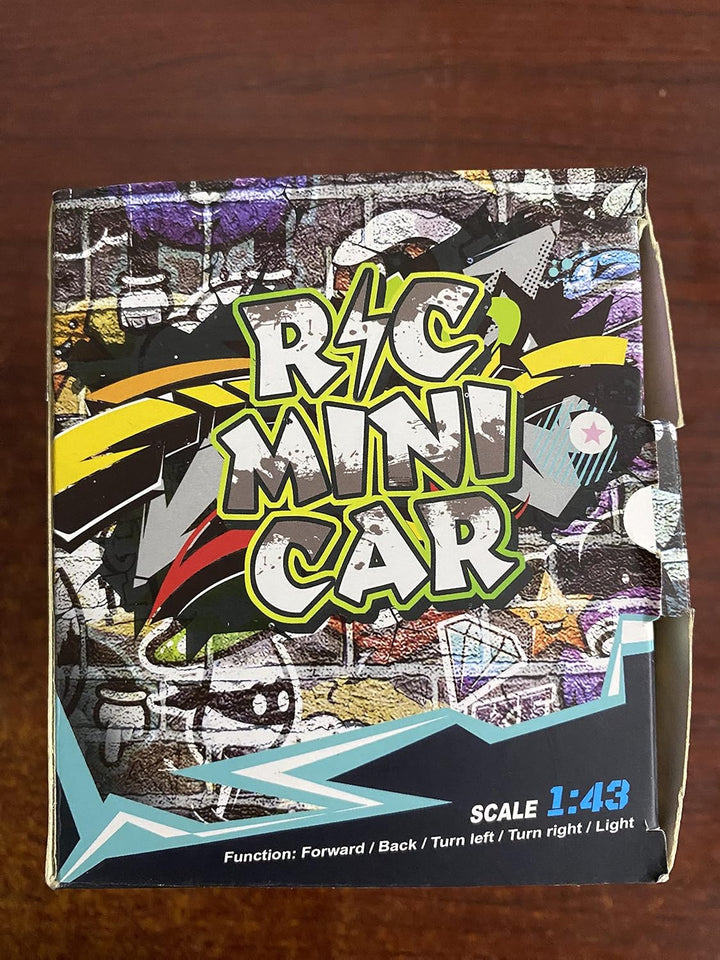 R/C
MINI
CAR
SCALE 1:43
Function: Forward / Back / Turn left / Turn right / Light